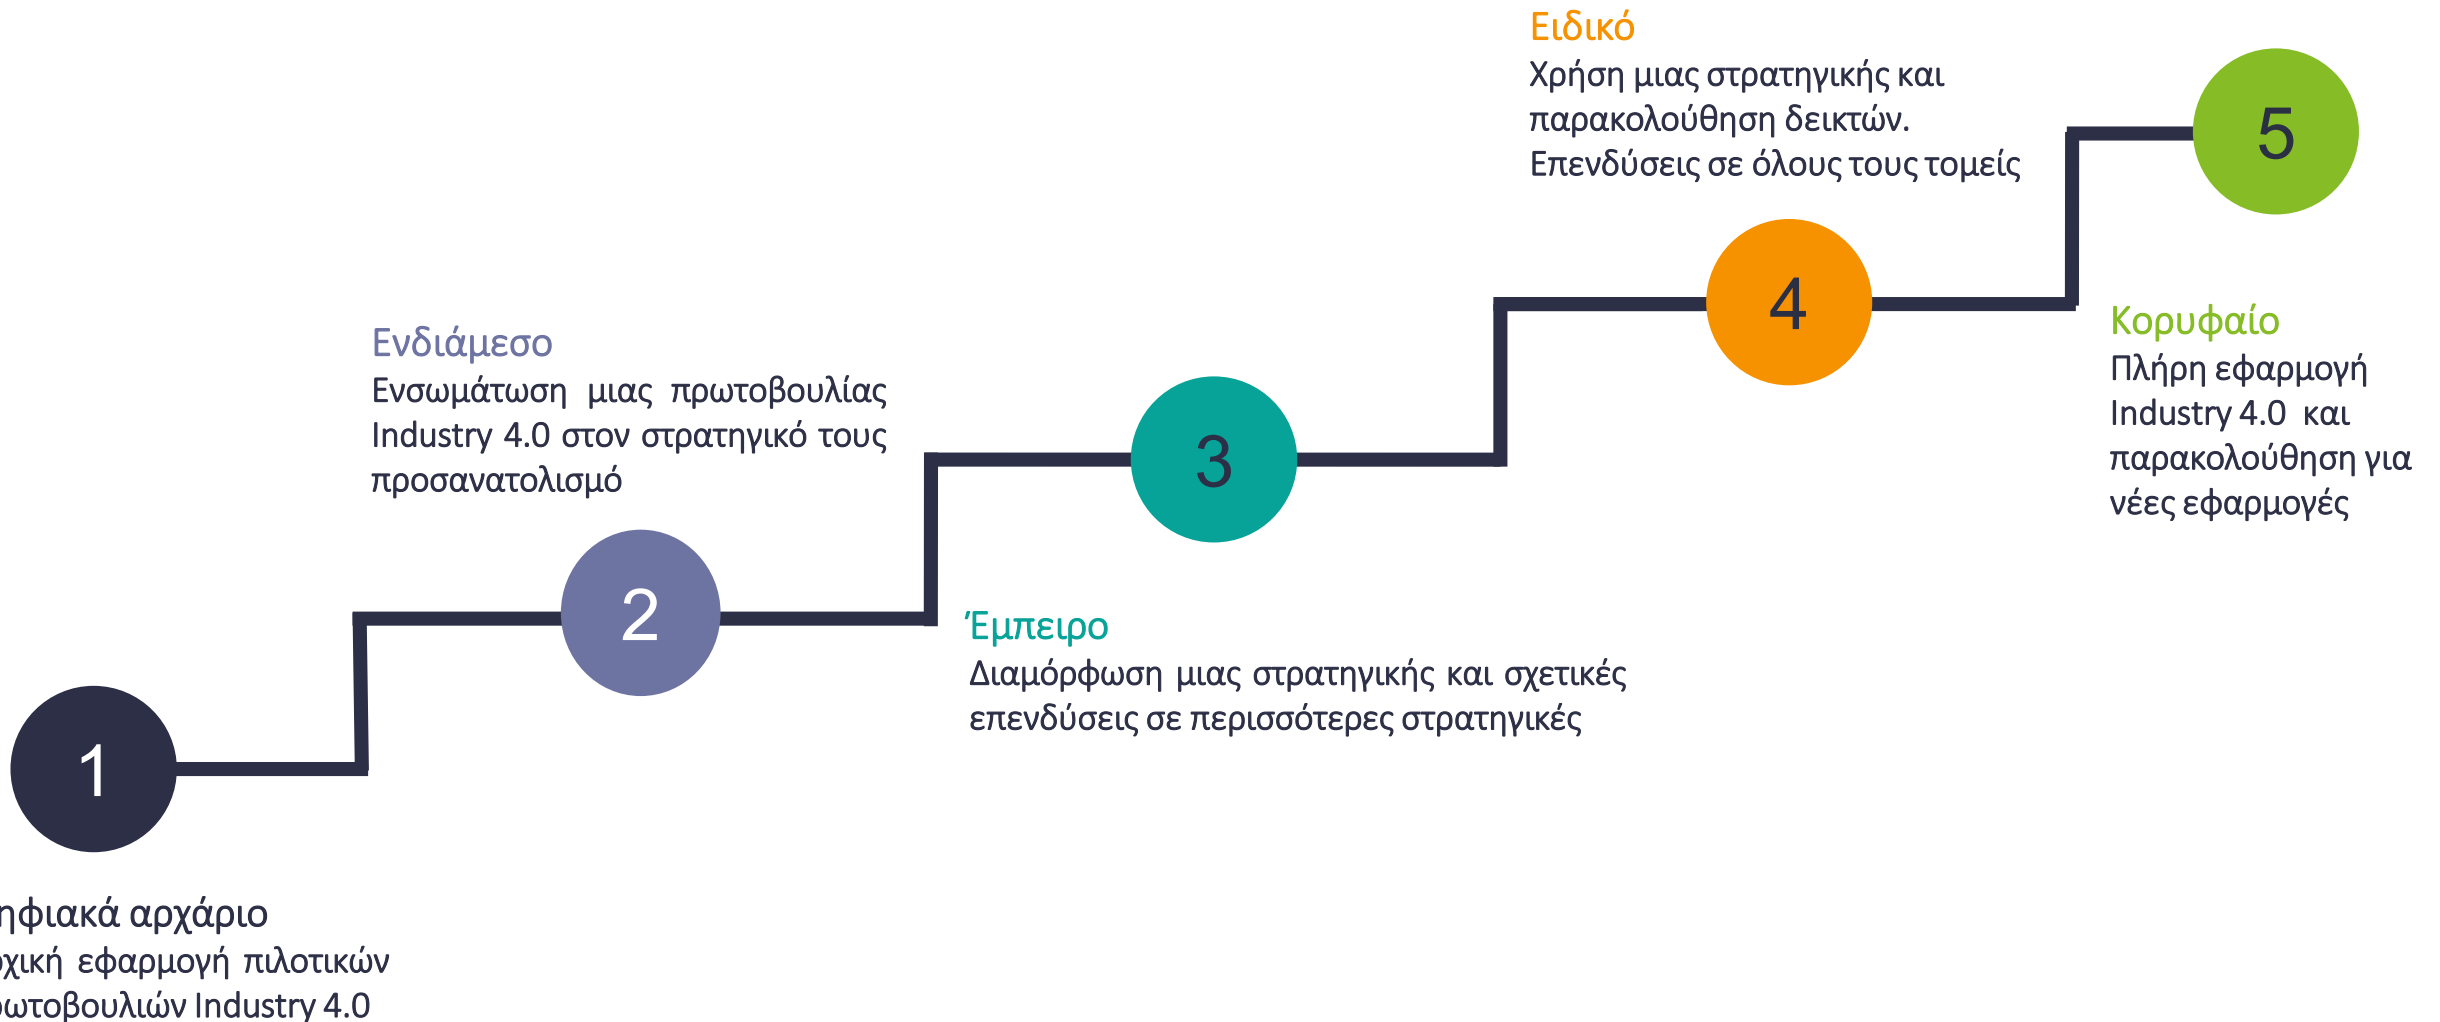 1
ηφιακά αρχάριο
χική εφαρμογή πιλοτικών
ωτοβουλιών Industry 4.0
2
Ενδιάμεσο
Ενσωμάτωση μιας πρωτοβουλίας
Industry 4.0 στον στρατηγικό τους
προσανατολισμό
3
Έμπειρο
Διαμόρφωση μιας στρατηγικής και σχετικές
επενδύσεις σε περισσότερες στρατηγικές
4
Ειδικό
Χρήση μιας στρατηγικής και
παρακολούθηση δεικτών.
Επενδύσεις σε όλους τους τομείς
5
Κορυφαίο
Πλήρη εφαρμογή
Industry 4.0 και
παρακολούθηση για
νέες εφαρμογές